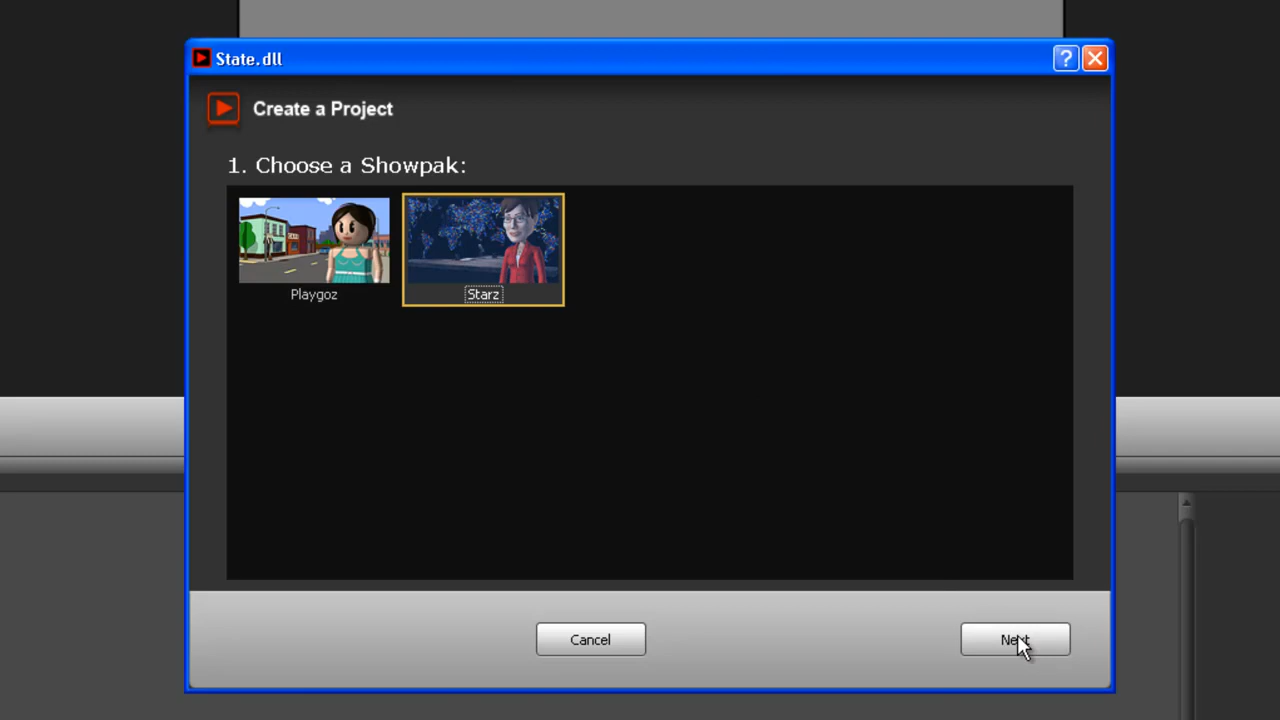 State.dll
?
Create a Project
1. Choose a Showpak:
Playgoz
Starz
Cancel
Next